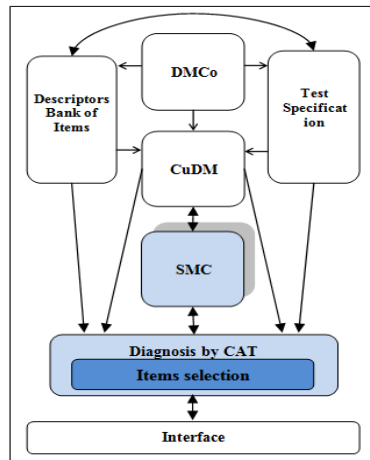 DMCo
Descriptors
Bank of
Items
Test
Specificat
ion
CuDM
SMC
Diagnosis by CAT
Items selection
Interface